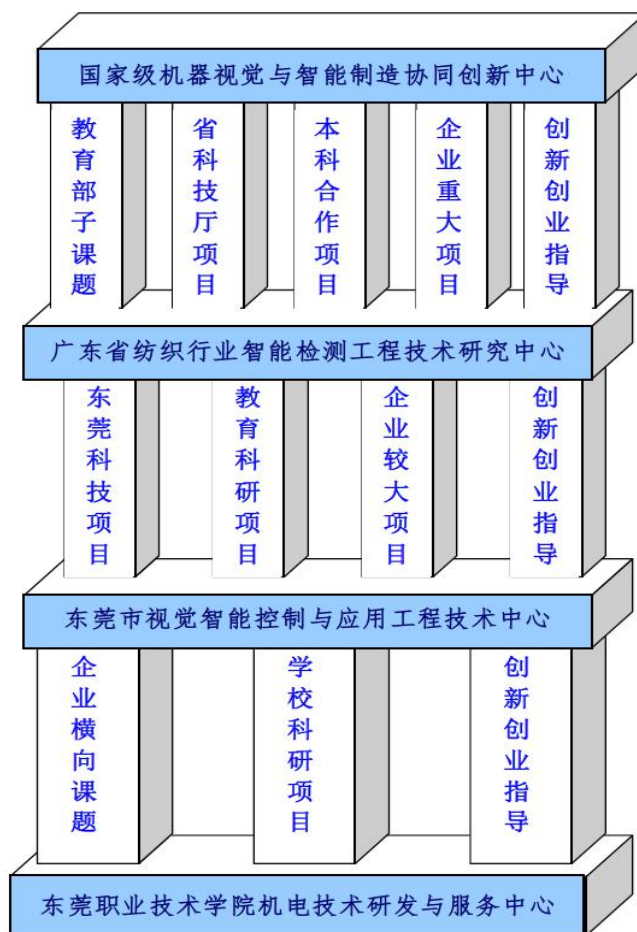 国家级机器视觉与智能制造协同创新中心
教育部子课题
省科技厅项目
本科合作项目
企业重大项目
创新创业指导
广东省纺织行业智能检测工程技术研究中心
东莞科技项目
教育科研项目
企业较大项目
创新创业指导
东莞市视觉智能控制与应用工程技术中心
企业横向课题
学校科研项目
创新创业指导
东莞职业技术学院机电技术研发与服务中心